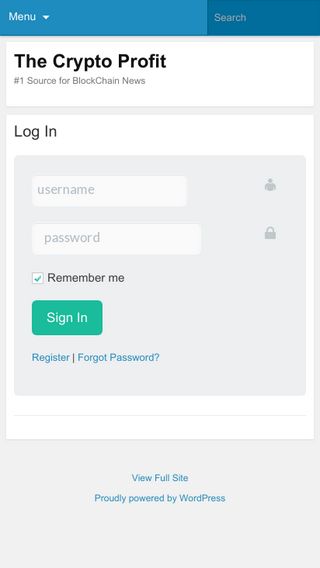 Menu
Search
The Crypto Profit
#1 Source for BlockChain News
Log In
username
password
Remember me
Sign In
Register | Forgot Password?
View Full Site
Proudly powered by WordPress